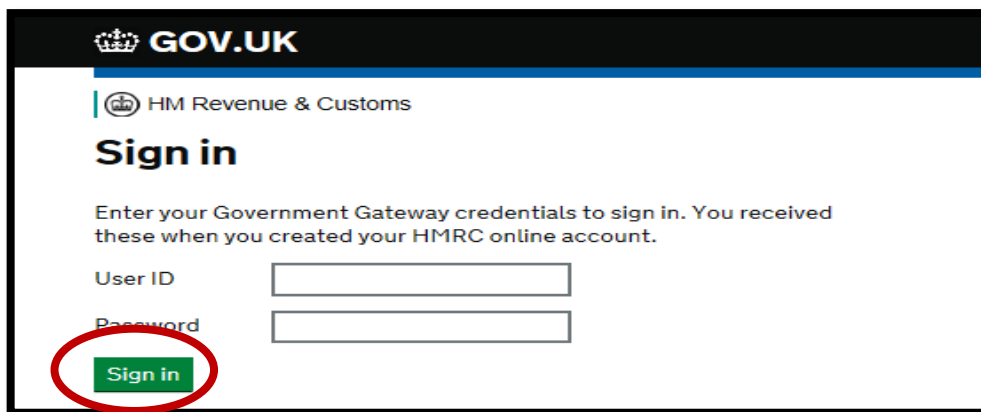 GOV.UK
HM Revenue & Customs
Sign in
Enter your Government Gateway credentials to sign in. You received
these when you created your HMRC online account.
User ID
Password
Sign in